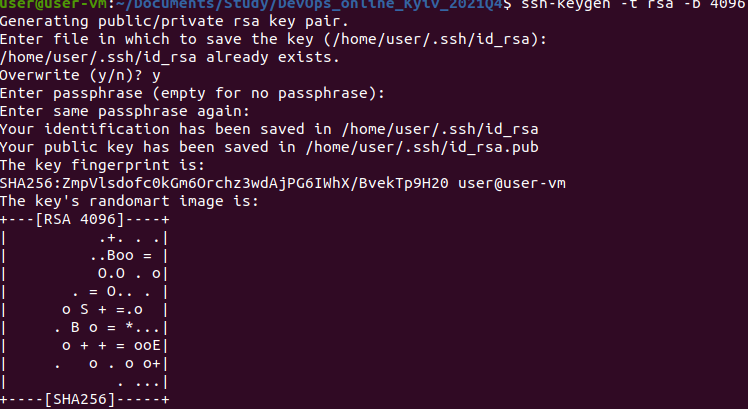 user@user-vm:~/Documents/Study/DevOps_online_Kyiv_2021Q4$ ssh-keygen -t rsa -b 4096
Generating public/private rsa key pair.
Enter file in which to save the key (/home/user/.ssh/id_rsa):
/home/user/.ssh/id_rsa already exists.
Overwrite (y/n)? y
Enter passphrase (empty for no passphrase):
Enter same passphrase again:
Your identification has been saved in /home/user/.ssh/id_rsa
Your public key has been saved in /home/user/.ssh/id_rsa.pub
The key fingerprint is:
SHA256:ZmpVlsdofc0kGm6Orchz3wdAjPG6IWhX/BvekTp9H20 user@user-vm
The key's randomart image is:
+---[RSA 4096]----+
|           .+. . .|
|          ..Boo = |
|           O.O . o|
|        . = O.. . |
|       o S + =.o  |
|      . B o = *...|
|       o + + = ooE|
|      .   o . o o+|
|             . ...|
+----[SHA256]-----+